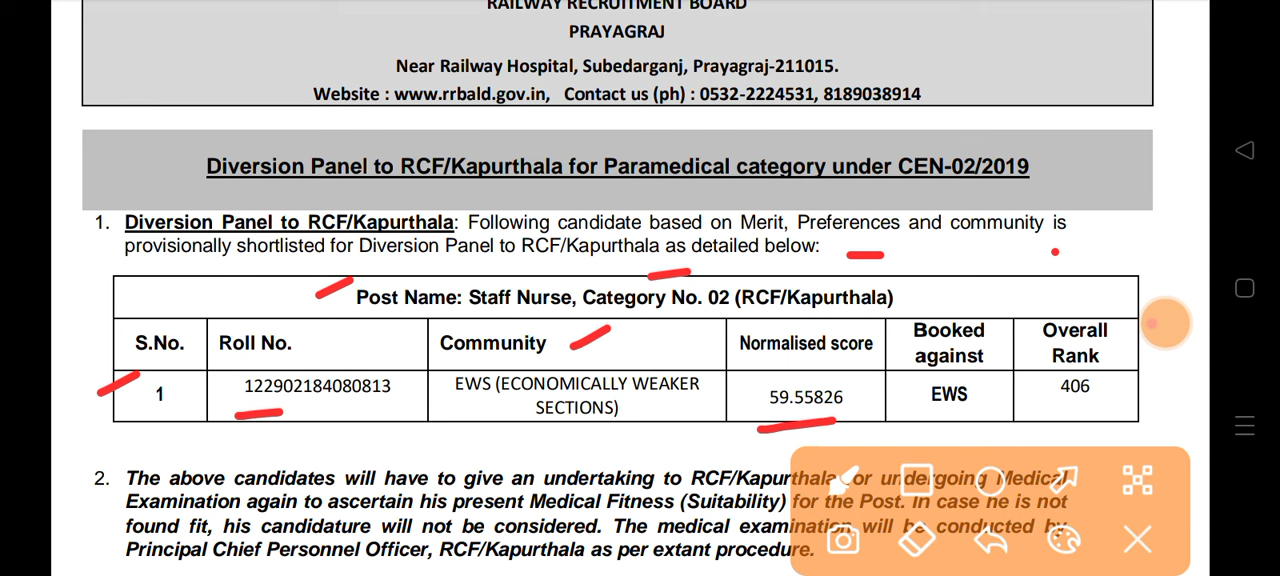 RAILWAY RECRUITMENT BOARD
PRAYAGRAJ
Near Railway Hospital, Subedarganj, Prayagraj-211015.
Website : www.rrbald.gov.in, Contact us (ph) : 0532-2224531, 8189038914
Diversion Panel to RCF/Kapurthala for Paramedical category under CEN-02/2019
1. Diversion Panel to RCF/Kapurthala: Following candidate based on Merit, Preferences and community is
provisionally shortlisted for Diversion Panel to RCF/Kapurthala as detailed below:
Post Name: Staff Nurse, Category No. 02 (RCF/Kapurthala)
S.No. Roll No. Community Normalised score Booked against Overall Rank
1 122902184080813 EWS (ECONOMICALLY WEAKER SECTIONS) 59.55826 EWS 406
2. The above candidates will have to give an undertaking to RCF/Kapurthala for undergoing Medical
Examination again to ascertain his present Medical Fitness (Suitability) for the Post. In case he is not
found fit, his candidature will not be considered. The medical examination will be conducted by
Principal Chief Personnel Officer, RCF/Kapurthala as per extant procedure.